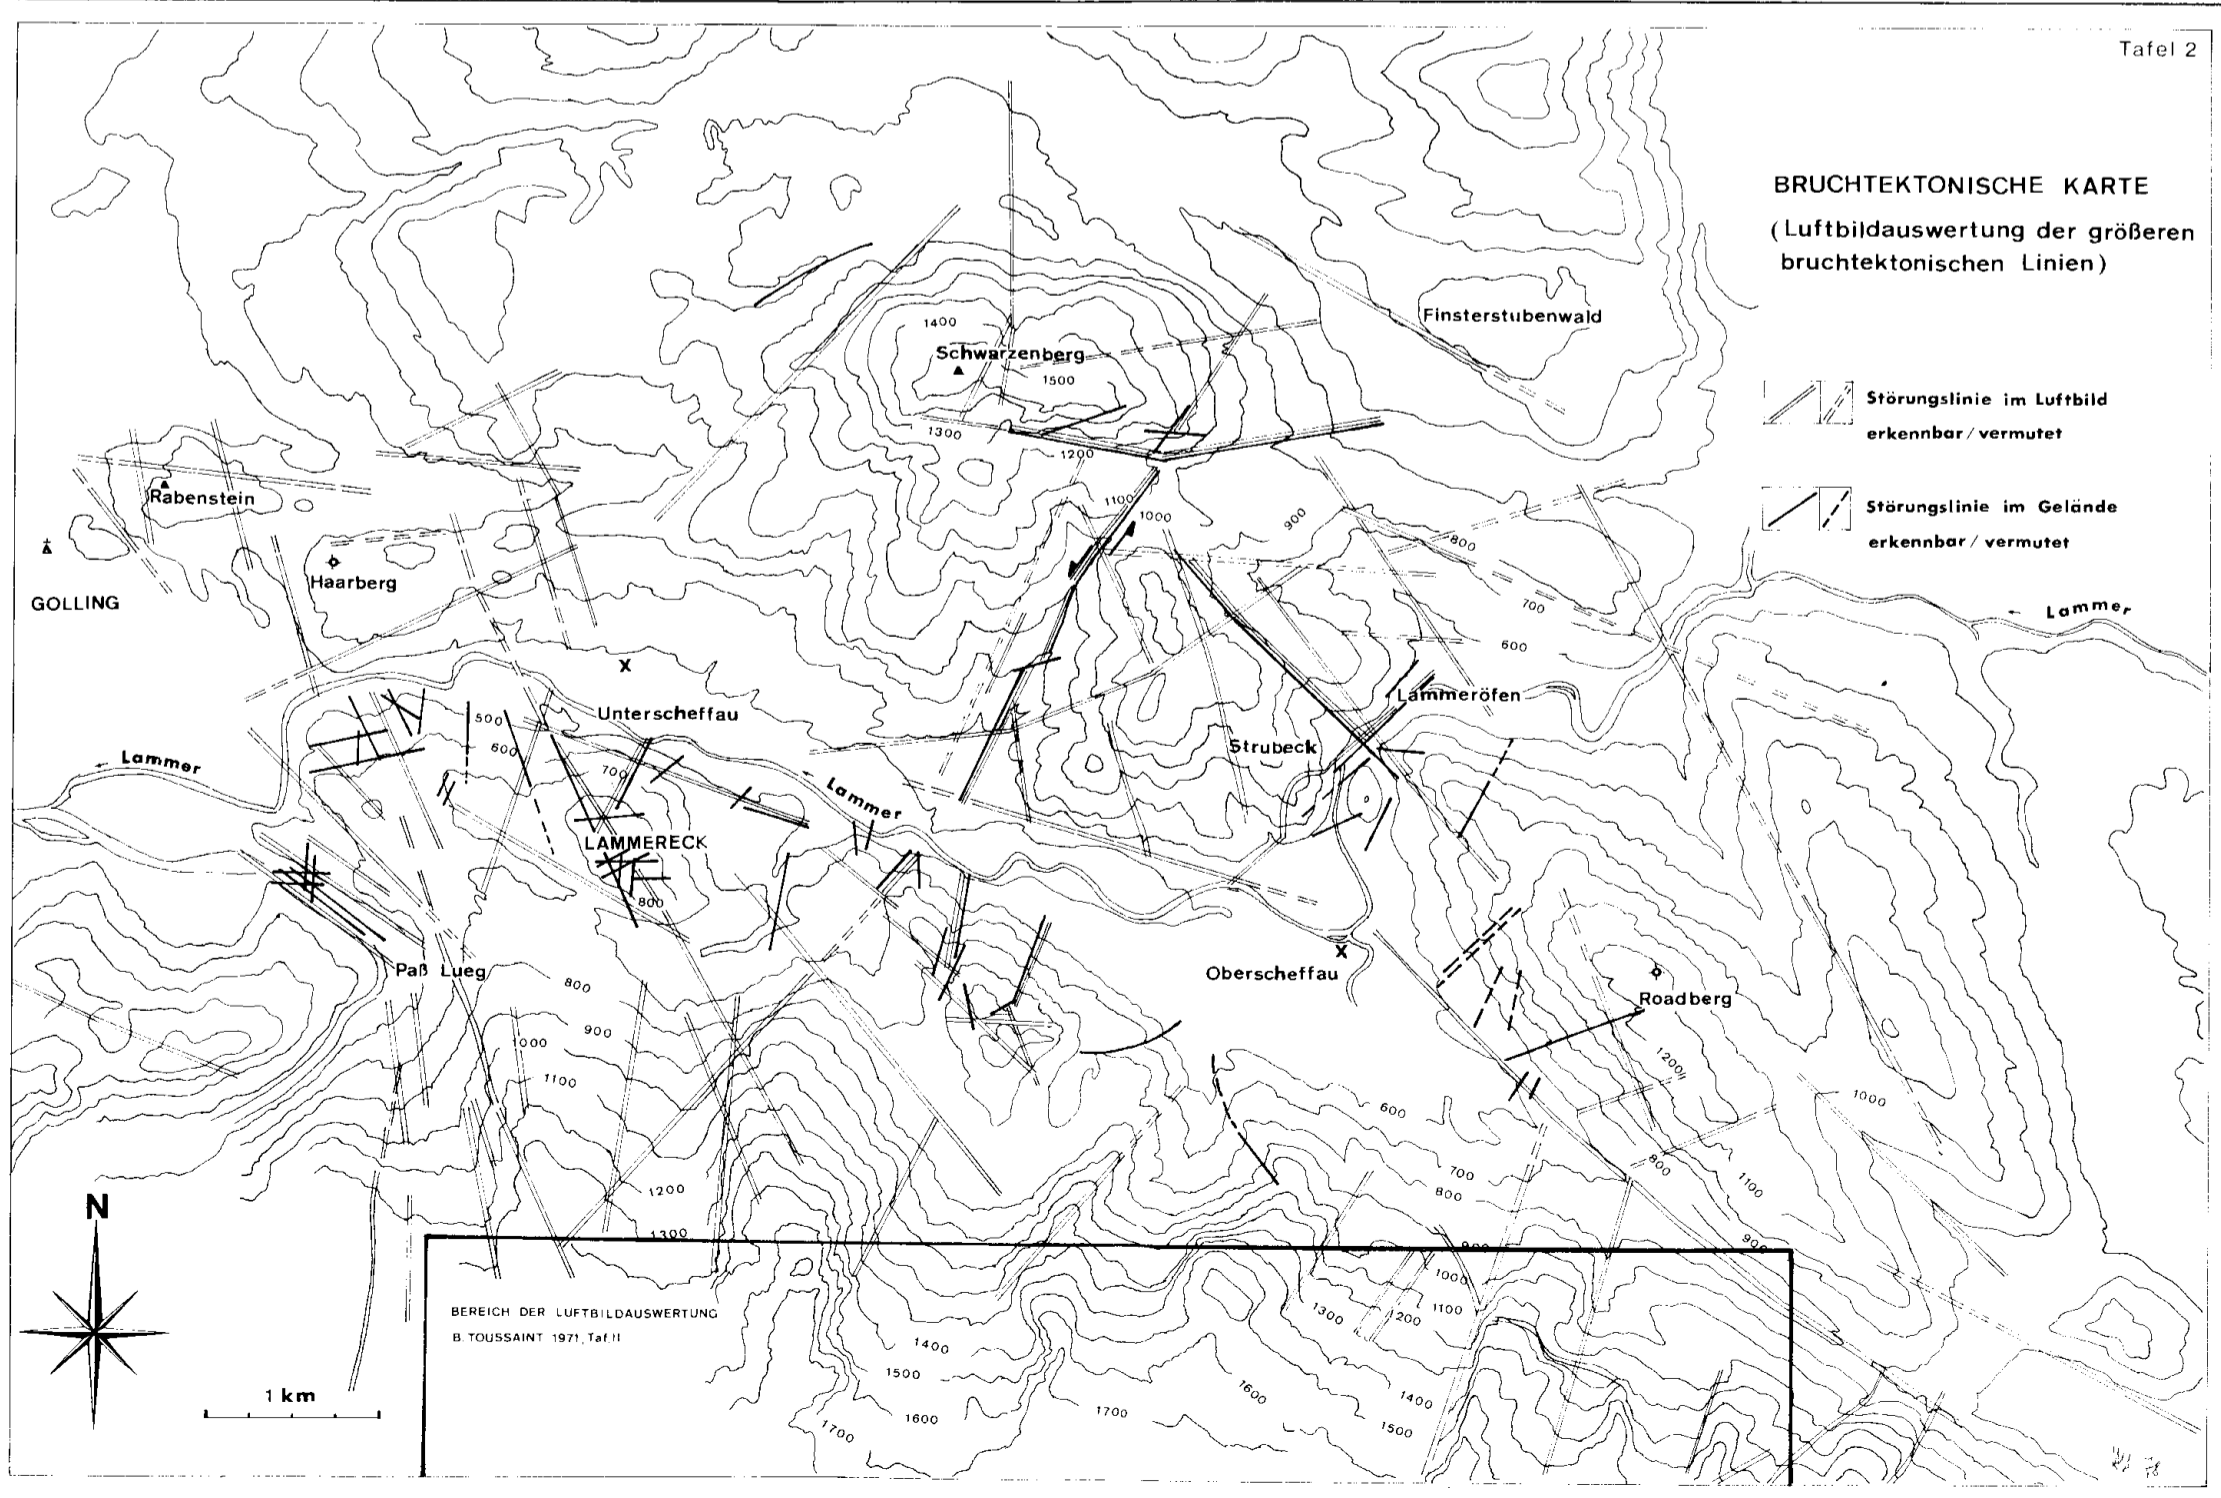 Tafel 2
BRUCHTEKTONISCHE KARTE
(Luftbildauswertung der größeren
bruchtektonischen Linien)
Störungslinie im Luftbild
erkennbar / vermutet
Störungslinie im Gelände
erkennbar / vermutet
Finsterstubenwald
1400
Schwarzenberg
1500
1300
1200
1100
1000
900
800
700
600
Rabenstein
Haarberg
GOLLING
← Lammer
Lammeröfen
Unterscheffau
500
600
700
Strubeck
← Lammer
← Lammer
LAMMERECK
800
Paß Lueg
Oberscheffau
Roadberg
800
900
1000
1100
1200
1000
600
700
800
800
1100
1200
1300
900
900
N
1000
1100
1200
1300
BEREICH DER LUFTBILDAUSWERTUNG
B. TOUSSAINT 1971, Taf. II
1400
1500
1600
1700
1700
1600
1400
1500
1 km
78